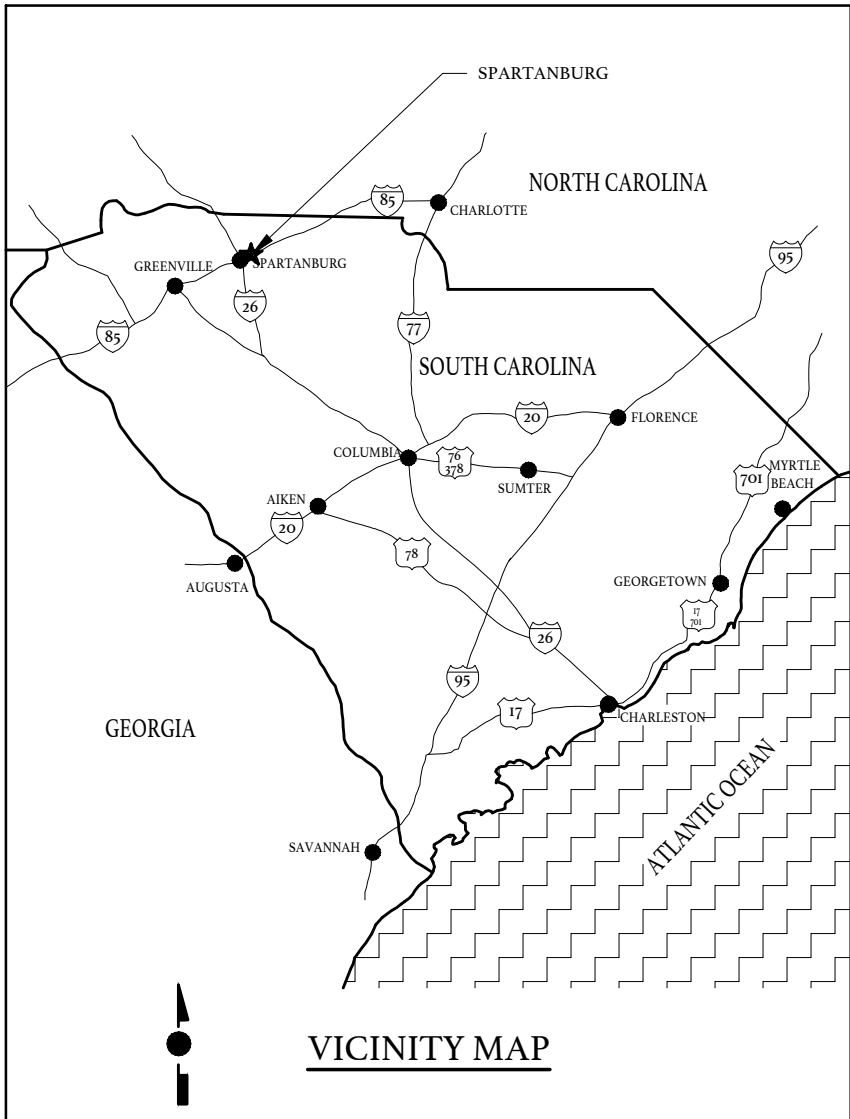 SPARTANBURG
NORTH CAROLINA
85
CHARLOTTE
95
GREENVILLE
SPARTANBURG
26
85
77
SOUTH CAROLINA
20
FLORENCE
COLUMBIA
76
378
SUMTER
701
MYRTLE
BEACH
AIKEN
20
78
AUGUSTA
GEORGETOWN
17
701
26
95
17
CHARLESTON
GEORGIA
ATLANTIC OCEAN
SAVANNAH
VICINITY MAP